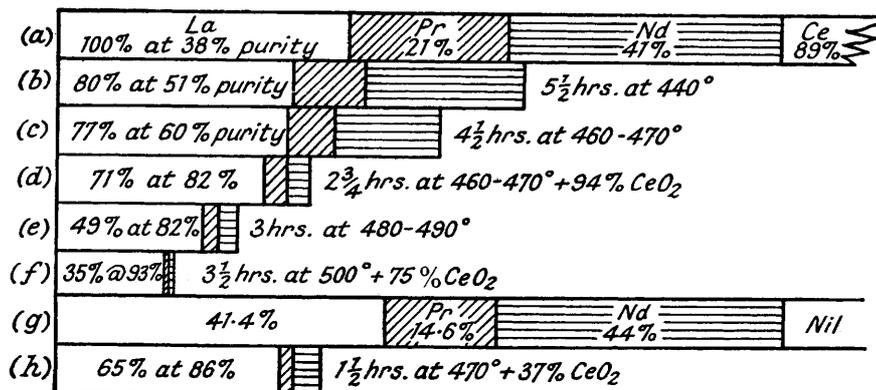 (a) La Pr Nd Ce
100% at 38% purity 21% 41% 89%
(b) 80% at 51% purity 5½ hrs. at 440°
(c) 77% at 60% purity 4½ hrs. at 460-470°
(d) 71% at 82% 2¾ hrs. at 460-470° + 94% CeO₂
(e) 49% at 82% 3 hrs. at 480-490°
(f) 35% @ 93% 3½ hrs. at 500° + 75% CeO₂
(g) 41·4% Pr 14·6% Nd 44% Nil
(h) 65% at 86% 1½ hrs. at 470° + 37% CeO₂